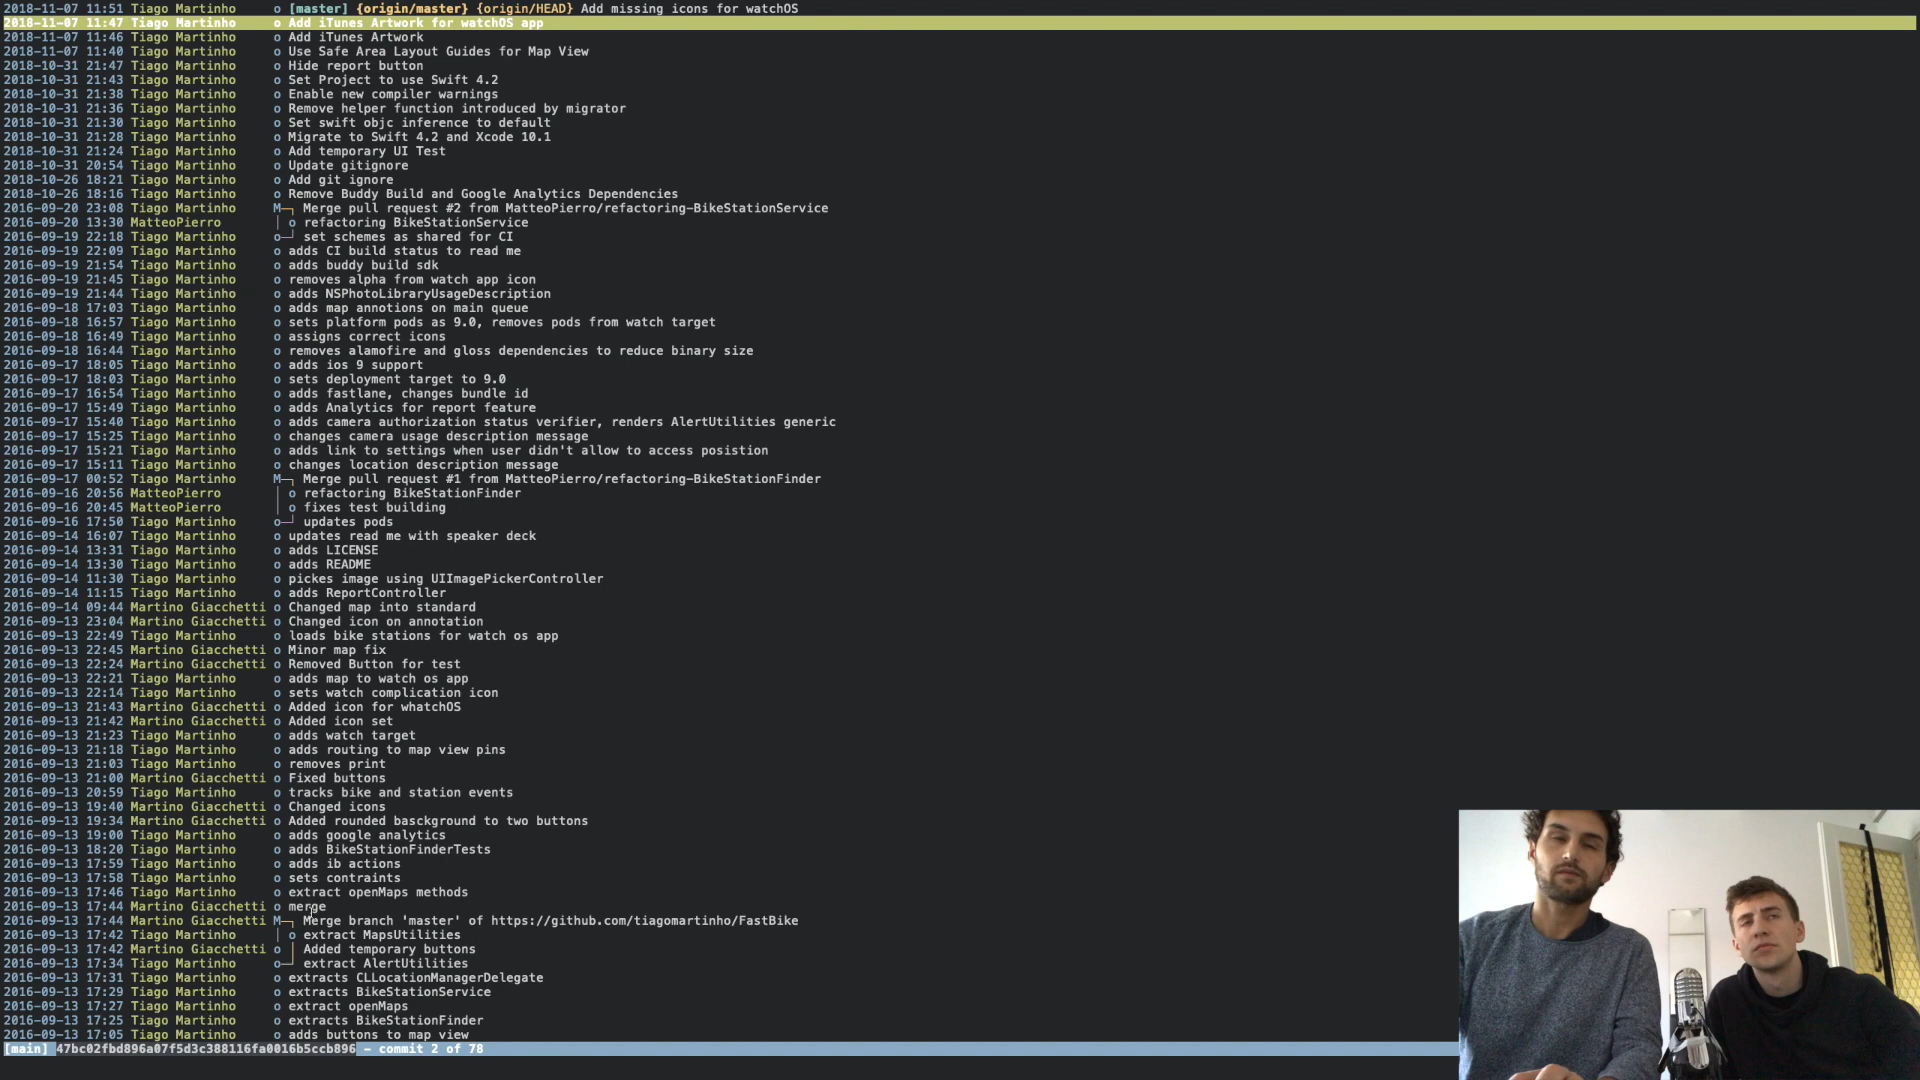 2018-11-07 11:51 Tiago Martinho o [master] {origin/master} {origin/HEAD} Add missing icons for watchOS
2018-11-07 11:47 Tiago Martinho o Add iTunes Artwork for watchOS app
2018-11-07 11:46 Tiago Martinho o Add iTunes Artwork
2018-11-07 11:40 Tiago Martinho o Use Safe Area Layout Guides for Map View
2018-10-31 21:47 Tiago Martinho o Hide report button
2018-10-31 21:43 Tiago Martinho o Set Project to use Swift 4.2
2018-10-31 21:38 Tiago Martinho o Enable new compiler warnings
2018-10-31 21:36 Tiago Martinho o Remove helper function introduced by migrator
2018-10-31 21:30 Tiago Martinho o Set swift objc inference to default
2018-10-31 21:28 Tiago Martinho o Migrate to Swift 4.2 and Xcode 10.1
2018-10-31 21:24 Tiago Martinho o Add temporary UI Test
2018-10-31 20:54 Tiago Martinho o Update gitignore
2018-10-26 18:21 Tiago Martinho o Add git ignore
2018-10-26 18:16 Tiago Martinho o Remove Buddy Build and Google Analytics Dependencies
2016-09-20 23:08 Tiago Martinho M─┐ Merge pull request #2 from MatteoPierro/refactoring-BikeStationService
2016-09-20 13:30 MatteoPierro │ o refactoring BikeStationService
2016-09-19 22:18 Tiago Martinho o─┘ set schemes as shared for CI
2016-09-19 22:09 Tiago Martinho o adds CI build status to read me
2016-09-19 21:54 Tiago Martinho o adds buddy build sdk
2016-09-19 21:45 Tiago Martinho o removes alpha from watch app icon
2016-09-19 21:44 Tiago Martinho o adds NSPhotoLibraryUsageDescription
2016-09-18 17:03 Tiago Martinho o adds map annotions on main queue
2016-09-18 16:57 Tiago Martinho o sets platform pods as 9.0, removes pods from watch target
2016-09-18 16:49 Tiago Martinho o assigns correct icons
2016-09-18 16:44 Tiago Martinho o removes alamofire and gloss dependencies to reduce binary size
2016-09-17 18:05 Tiago Martinho o adds ios 9 support
2016-09-17 18:03 Tiago Martinho o sets deployment target to 9.0
2016-09-17 16:54 Tiago Martinho o adds fastlane, changes bundle id
2016-09-17 15:49 Tiago Martinho o adds Analytics for report feature
2016-09-17 15:40 Tiago Martinho o adds camera authorization status verifier, renders AlertUtilities generic
2016-09-17 15:25 Tiago Martinho o changes camera usage description message
2016-09-17 15:21 Tiago Martinho o adds link to settings when user didn't allow to access posistion
2016-09-17 15:11 Tiago Martinho o changes location description message
2016-09-17 00:52 Tiago Martinho M─┐ Merge pull request #1 from MatteoPierro/refactoring-BikeStationFinder
2016-09-16 20:56 MatteoPierro │ o refactoring BikeStationFinder
2016-09-16 20:45 MatteoPierro │ o fixes test building
2016-09-16 17:50 Tiago Martinho o─┘ updates pods
2016-09-14 16:07 Tiago Martinho o updates read me with speaker deck
2016-09-14 13:31 Tiago Martinho o adds LICENSE
2016-09-14 13:30 Tiago Martinho o adds README
2016-09-14 11:30 Tiago Martinho o pickes image using UIImagePickerController
2016-09-14 11:15 Tiago Martinho o adds ReportController
2016-09-14 09:44 Martino Giacchetti o Changed map into standard
2016-09-13 23:04 Martino Giacchetti o Changed icon on annotation
2016-09-13 22:49 Tiago Martinho o loads bike stations for watch os app
2016-09-13 22:45 Martino Giacchetti o Minor map fix
2016-09-13 22:24 Martino Giacchetti o Removed Button for test
2016-09-13 22:21 Tiago Martinho o adds map to watch os app
2016-09-13 22:14 Tiago Martinho o sets watch complication icon
2016-09-13 21:43 Martino Giacchetti o Added icon for whatchOS
2016-09-13 21:42 Martino Giacchetti o Added icon set
2016-09-13 21:23 Tiago Martinho o adds watch target
2016-09-13 21:18 Tiago Martinho o adds routing to map view pins
2016-09-13 21:03 Tiago Martinho o removes print
2016-09-13 21:00 Martino Giacchetti o Fixed buttons
2016-09-13 20:59 Tiago Martinho o tracks bike and station events
2016-09-13 19:40 Martino Giacchetti o Changed icons
2016-09-13 19:34 Martino Giacchetti o Added rounded bascground to two buttons
2016-09-13 19:00 Tiago Martinho o adds google analytics
2016-09-13 18:20 Tiago Martinho o adds BikeStationFinderTests
2016-09-13 17:59 Tiago Martinho o adds ib actions
2016-09-13 17:58 Tiago Martinho o sets contraints
2016-09-13 17:46 Tiago Martinho o extract openMaps methods
2016-09-13 17:44 Martino Giacchetti o merge
2016-09-13 17:44 Martino Giacchetti M─┐ Merge branch 'master' of https://github.com/tiagomartinho/FastBike
2016-09-13 17:42 Tiago Martinho │ o extract MapsUtilities
2016-09-13 17:42 Martino Giacchetti o │ Added temporary buttons
2016-09-13 17:34 Tiago Martinho o─┘ extract AlertUtilities
2016-09-13 17:31 Tiago Martinho o extracts CLLocationManagerDelegate
2016-09-13 17:29 Tiago Martinho o extracts BikeStationService
2016-09-13 17:27 Tiago Martinho o extract openMaps
2016-09-13 17:25 Tiago Martinho o extracts BikeStationFinder
2016-09-13 17:05 Tiago Martinho o adds buttons to map view
[main] 47bc02fbd896a07f5d3c388116fa0016b5ccb896 - commit 2 of 78